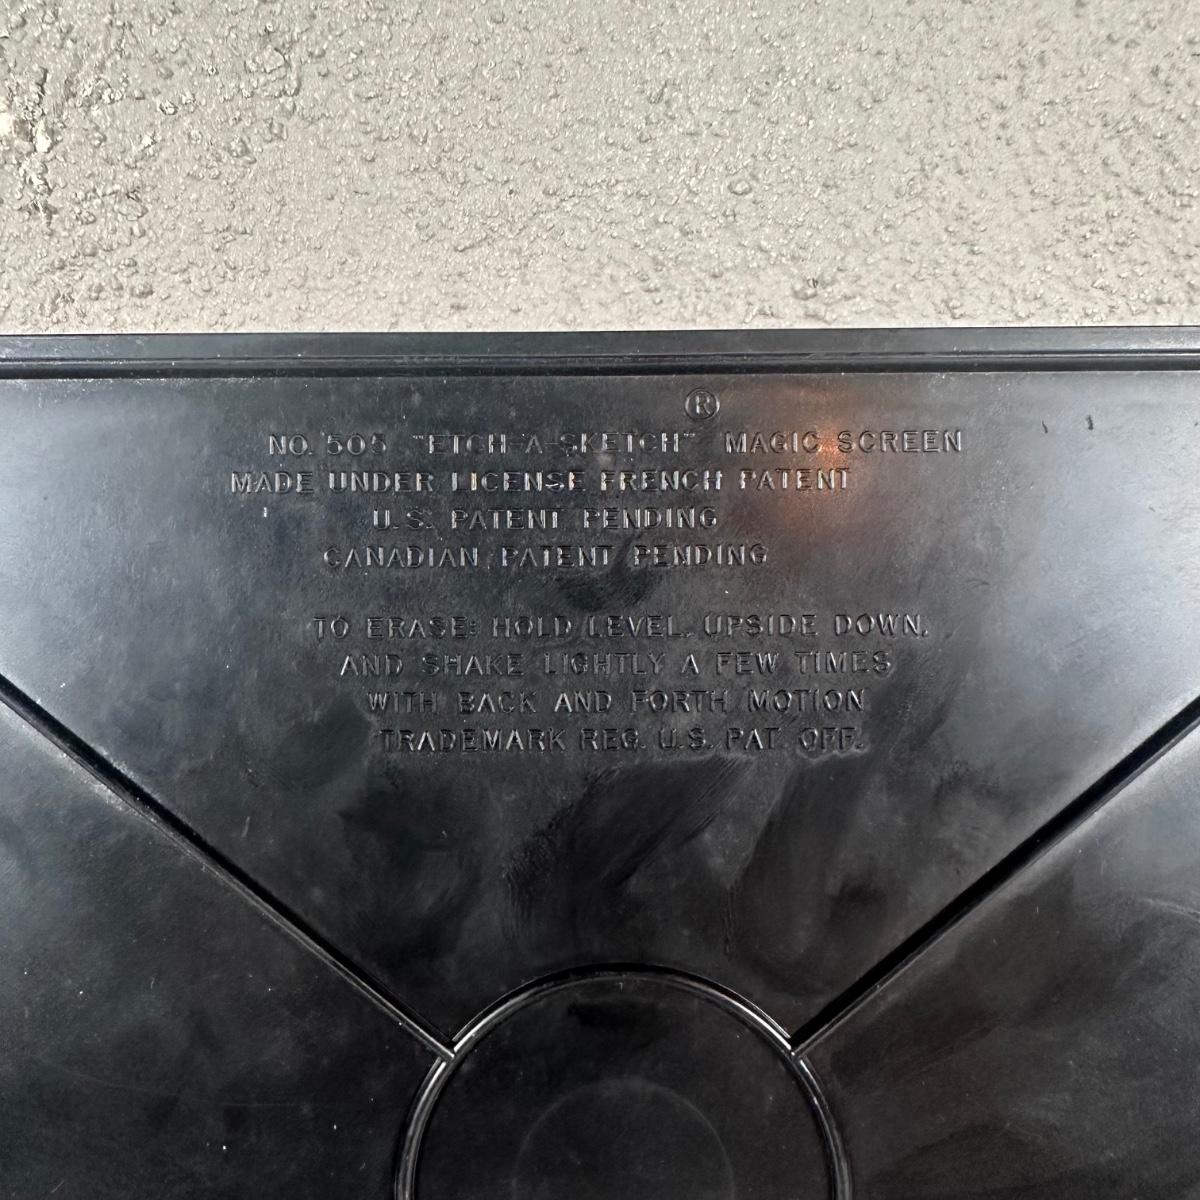 ®
NO. 505 "ETCH-A-SKETCH" MAGIC SCREEN
MADE UNDER LICENSE FRENCH PATENT
U.S. PATENT PENDING
CANADIAN PATENT PENDING
TO ERASE: HOLD LEVEL, UPSIDE DOWN,
AND SHAKE LIGHTLY A FEW TIMES
WITH BACK AND FORTH MOTION
TRADEMARK REG. U.S. PAT. OFF.